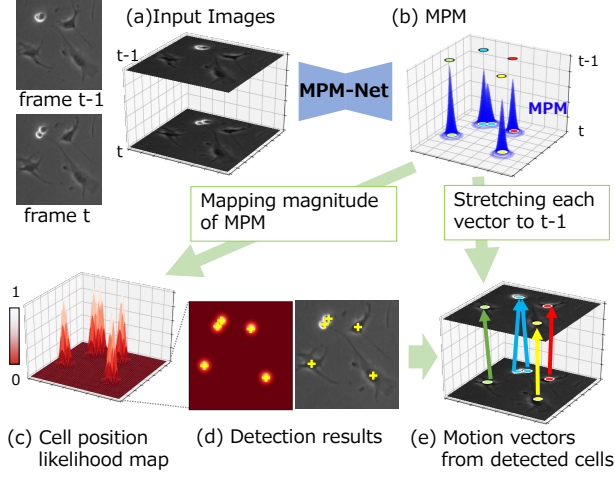 (a)Input Images
(b) MPM
t-1
t
frame t-1
frame t
MPM-Net
t-1
MPM
t
Mapping magnitude
of MPM
Stretching each
vector to t-1
1
0
(c) Cell position
likelihood map
(d) Detection results
(e) Motion vectors
from detected cells